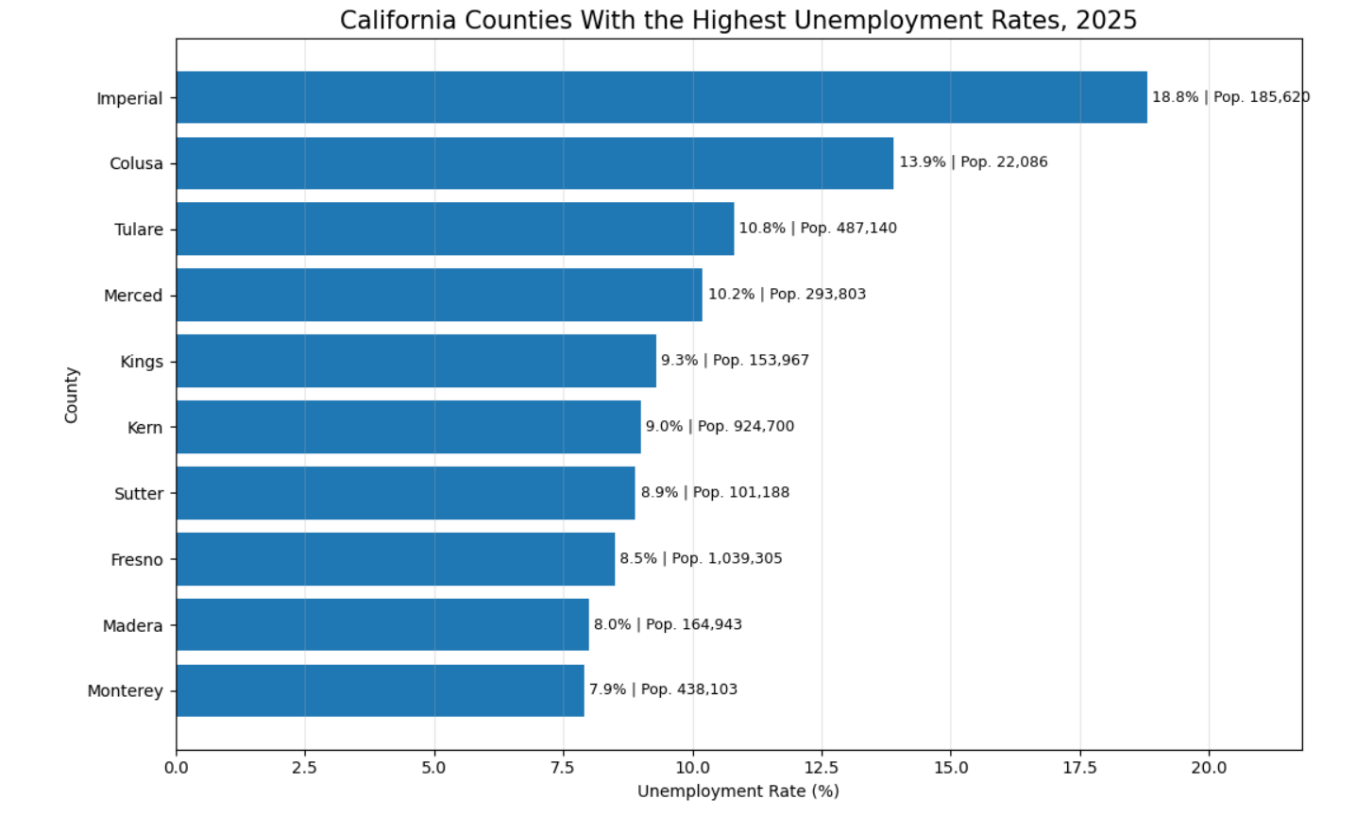 California Counties With the Highest Unemployment Rates, 2025
Imperial 18.8% | Pop. 185,620
Colusa 13.9% | Pop. 22,086
Tulare 10.8% | Pop. 487,140
Merced 10.2% | Pop. 293,803
Kings 9.3% | Pop. 153,967
Kern 9.0% | Pop. 924,700
Sutter 8.9% | Pop. 101,188
Fresno 8.5% | Pop. 1,039,305
Madera 8.0% | Pop. 164,943
Monterey 7.9% | Pop. 438,103
County
0.0 2.5 5.0 7.5 10.0 12.5 15.0 17.5 20.0
Unemployment Rate (%)